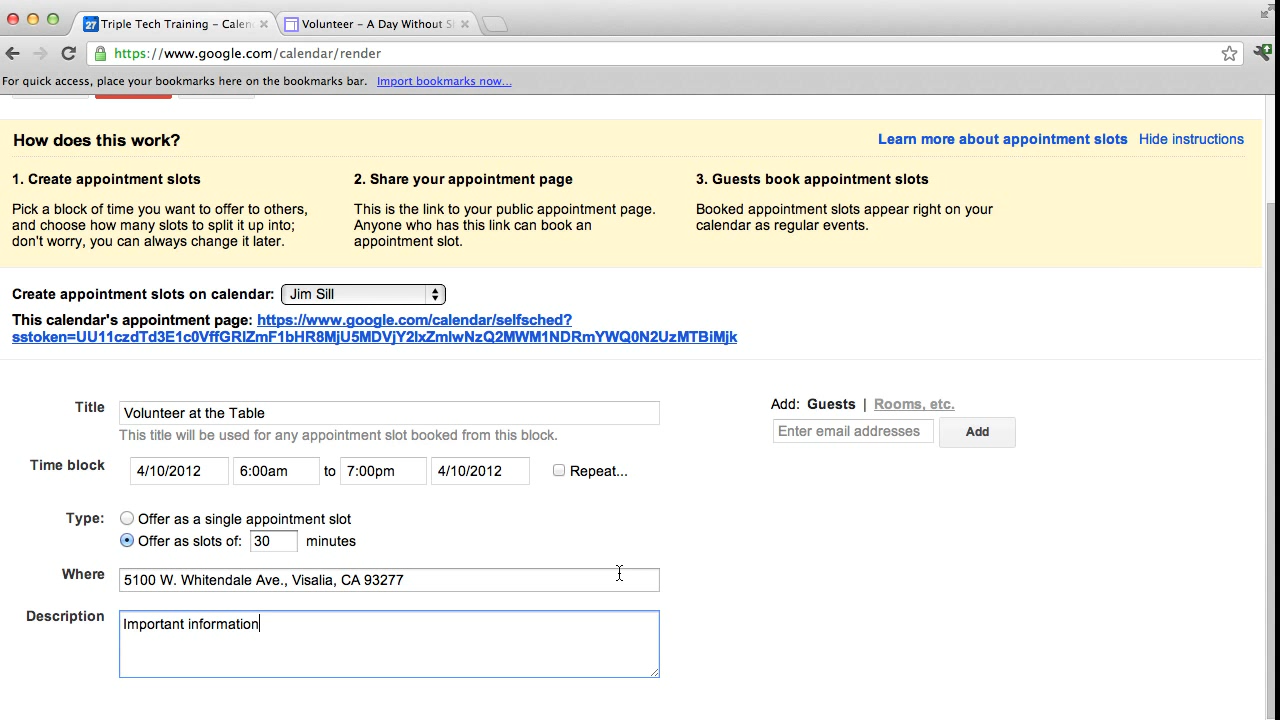 27 Triple Tech Training – Calen
Volunteer – A Day Without S
https://www.google.com/calendar/render
For quick access, place your bookmarks here on the bookmarks bar. Import bookmarks now...
How does this work?
Learn more about appointment slots Hide instructions
1. Create appointment slots
Pick a block of time you want to offer to others,
and choose how many slots to split it up into;
don't worry, you can always change it later.
2. Share your appointment page
This is the link to your public appointment page.
Anyone who has this link can book an
appointment slot.
3. Guests book appointment slots
Booked appointment slots appear right on your
calendar as regular events.
Create appointment slots on calendar: Jim Sill
This calendar's appointment page: https://www.google.com/calendar/selfsched?
sstoken=UU11czdTd3E1c0VffGRlZmF1bHR8MjU5MDVjY2IxZmIwNzQ2MWM1NDRmYWQ0N2UzMTBiMjk
Title Volunteer at the Table
This title will be used for any appointment slot booked from this block.
Time block 4/10/2012 6:00am to 7:00pm 4/10/2012 Repeat...
Type: Offer as a single appointment slot
Offer as slots of: 30 minutes
Where 5100 W. Whitendale Ave., Visalia, CA 93277
Description Important information
Add: Guests | Rooms, etc.
Enter email addresses Add